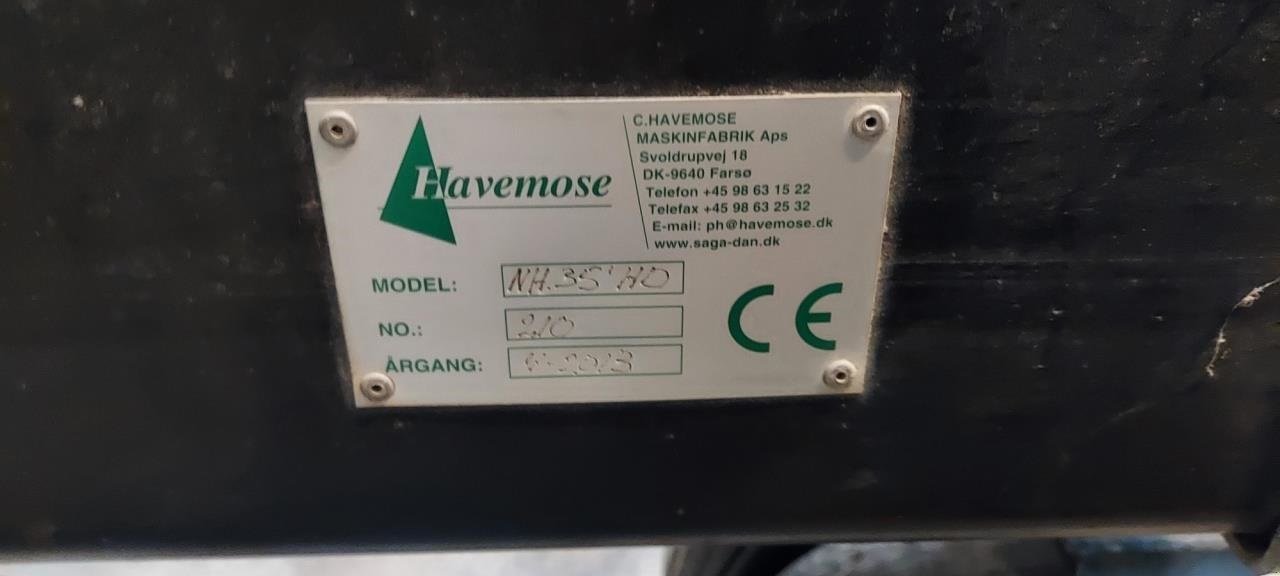 Havemose
C.HAVEMOSE
MASKINFABRIK Aps
Svoldrupvej 18
DK-9640 Farsø
Telefon +45 98 63 15 22
Telefax +45 98 63 25 32
E-mail: ph@havemose.dk
www.saga-dan.dk
MODEL: NH.35' HD
NO.: 210
ÅRGANG: 2013
CE